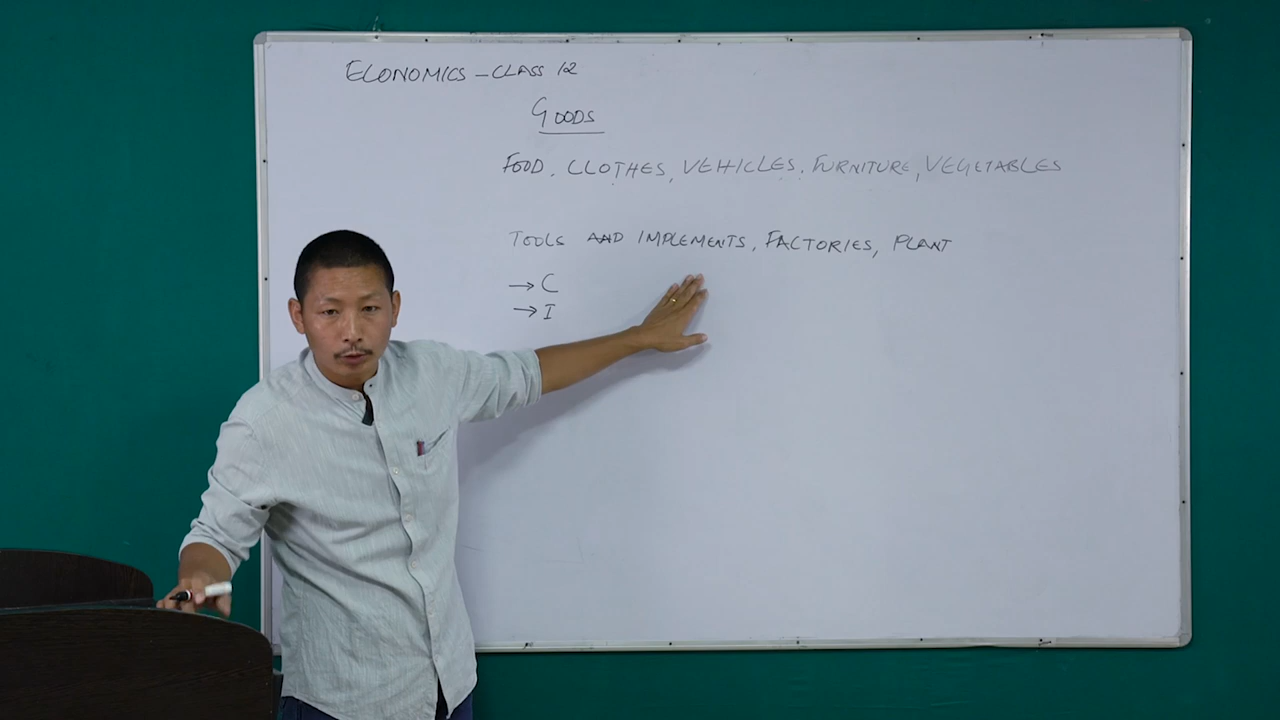 ECONOMICS - CLASS 12
GOODS
FOOD, CLOTHES, VEHICLES, FURNITURE, VEGETABLES
TOOLS AND IMPLEMENTS, FACTORIES, PLANT
→ C
→ I